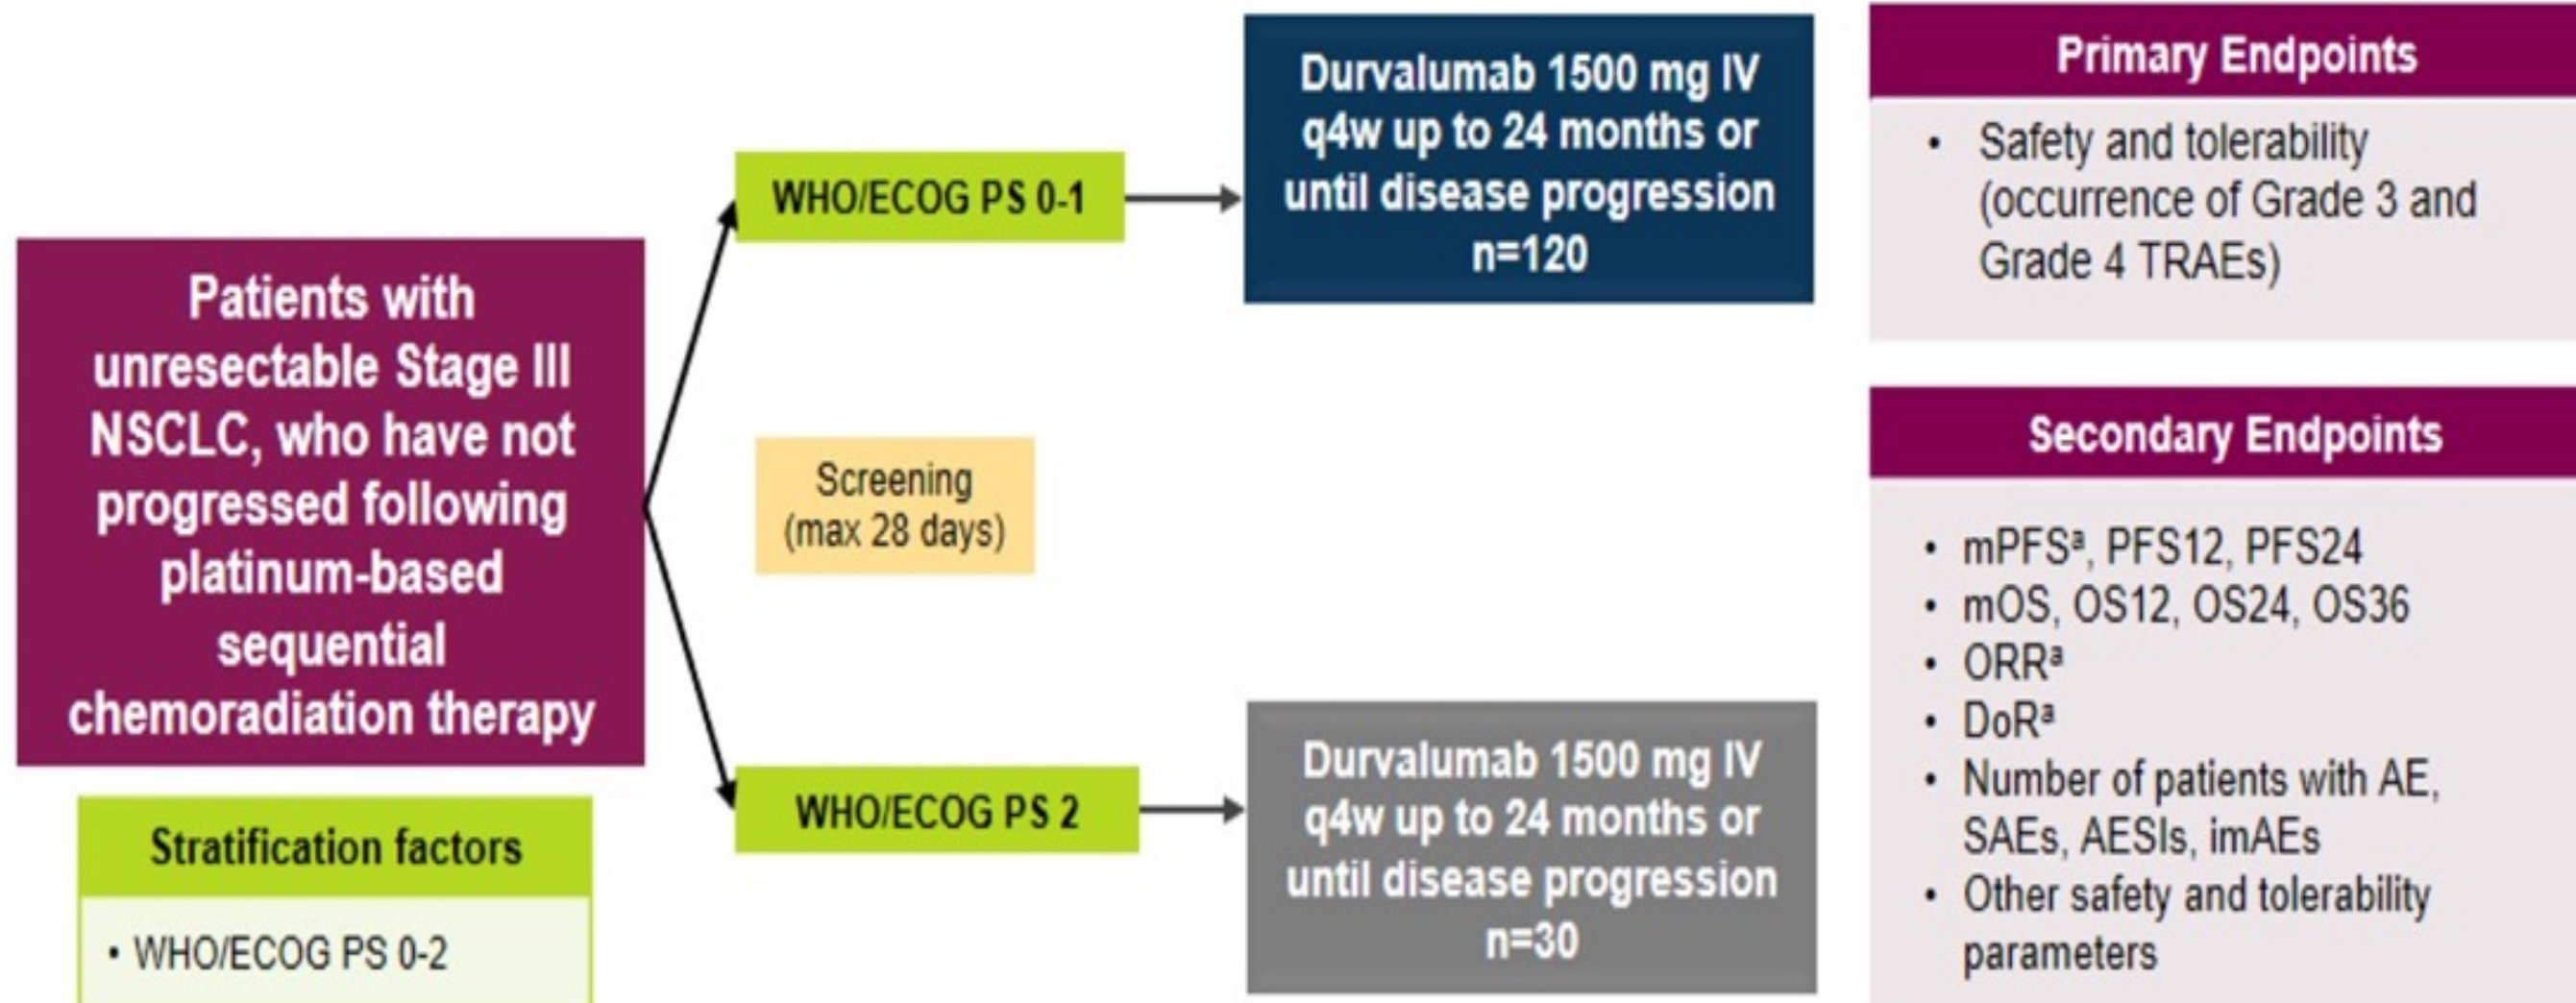 Patients with
unresectable Stage III
NSCLC, who have not
progressed following
platinum-based
sequential
chemoradiation therapy
Stratification factors
• WHO/ECOG PS 0-2
WHO/ECOG PS 0-1
Screening
(max 28 days)
WHO/ECOG PS 2
Durvalumab 1500 mg IV
q4w up to 24 months or
until disease progression
n=120
Durvalumab 1500 mg IV
q4w up to 24 months or
until disease progression
n=30
Primary Endpoints
• Safety and tolerability
(occurrence of Grade 3 and
Grade 4 TRAEs)
Secondary Endpoints
• mPFSª, PFS12, PFS24
• mOS, OS12, OS24, OS36
• ORRª
• DoRª
• Number of patients with AE,
SAEs, AESIs, imAEs
• Other safety and tolerability
parameters